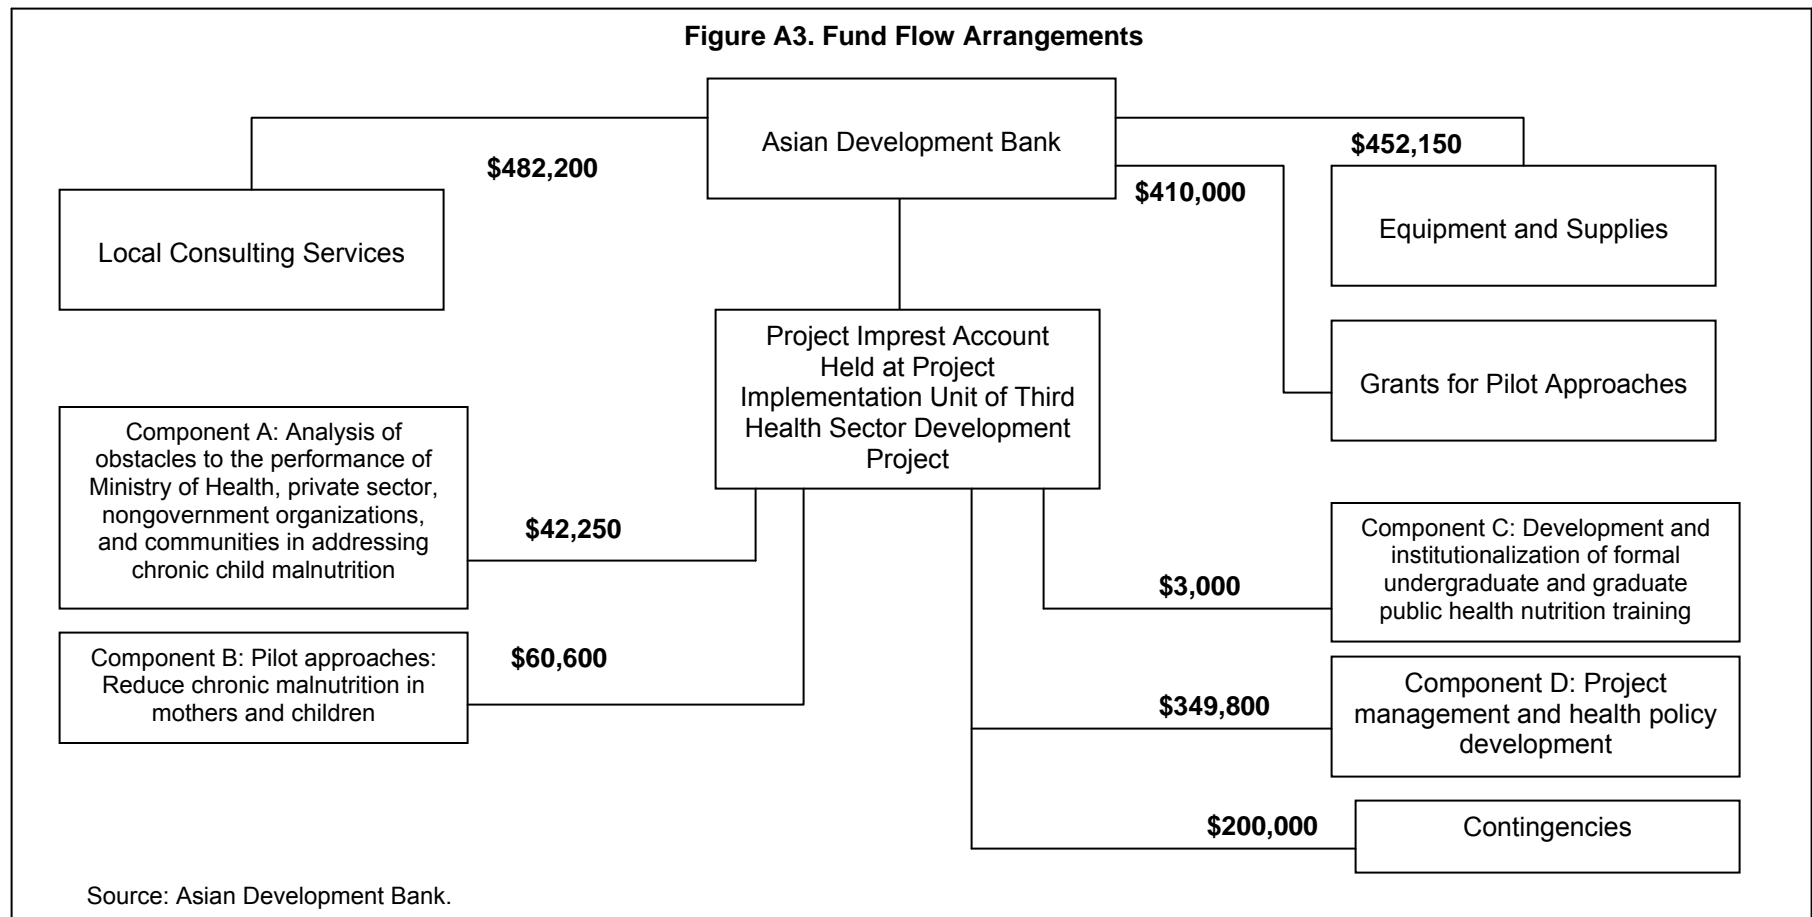 Figure A3. Fund Flow Arrangements
Asian Development Bank
$482,200
$452,150
$410,000
Local Consulting Services
Equipment and Supplies
Project Imprest Account
Held at Project
Implementation Unit of Third
Health Sector Development
Project
Grants for Pilot Approaches
Component A: Analysis of
obstacles to the performance of
Ministry of Health, private sector,
nongovernment organizations,
and communities in addressing
chronic child malnutrition
$42,250
Component C: Development and
institutionalization of formal
undergraduate and graduate
public health nutrition training
$3,000
Component B: Pilot approaches:
Reduce chronic malnutrition in
mothers and children
$60,600
Component D: Project
management and health policy
development
$349,800
$200,000
Contingencies
Source: Asian Development Bank.